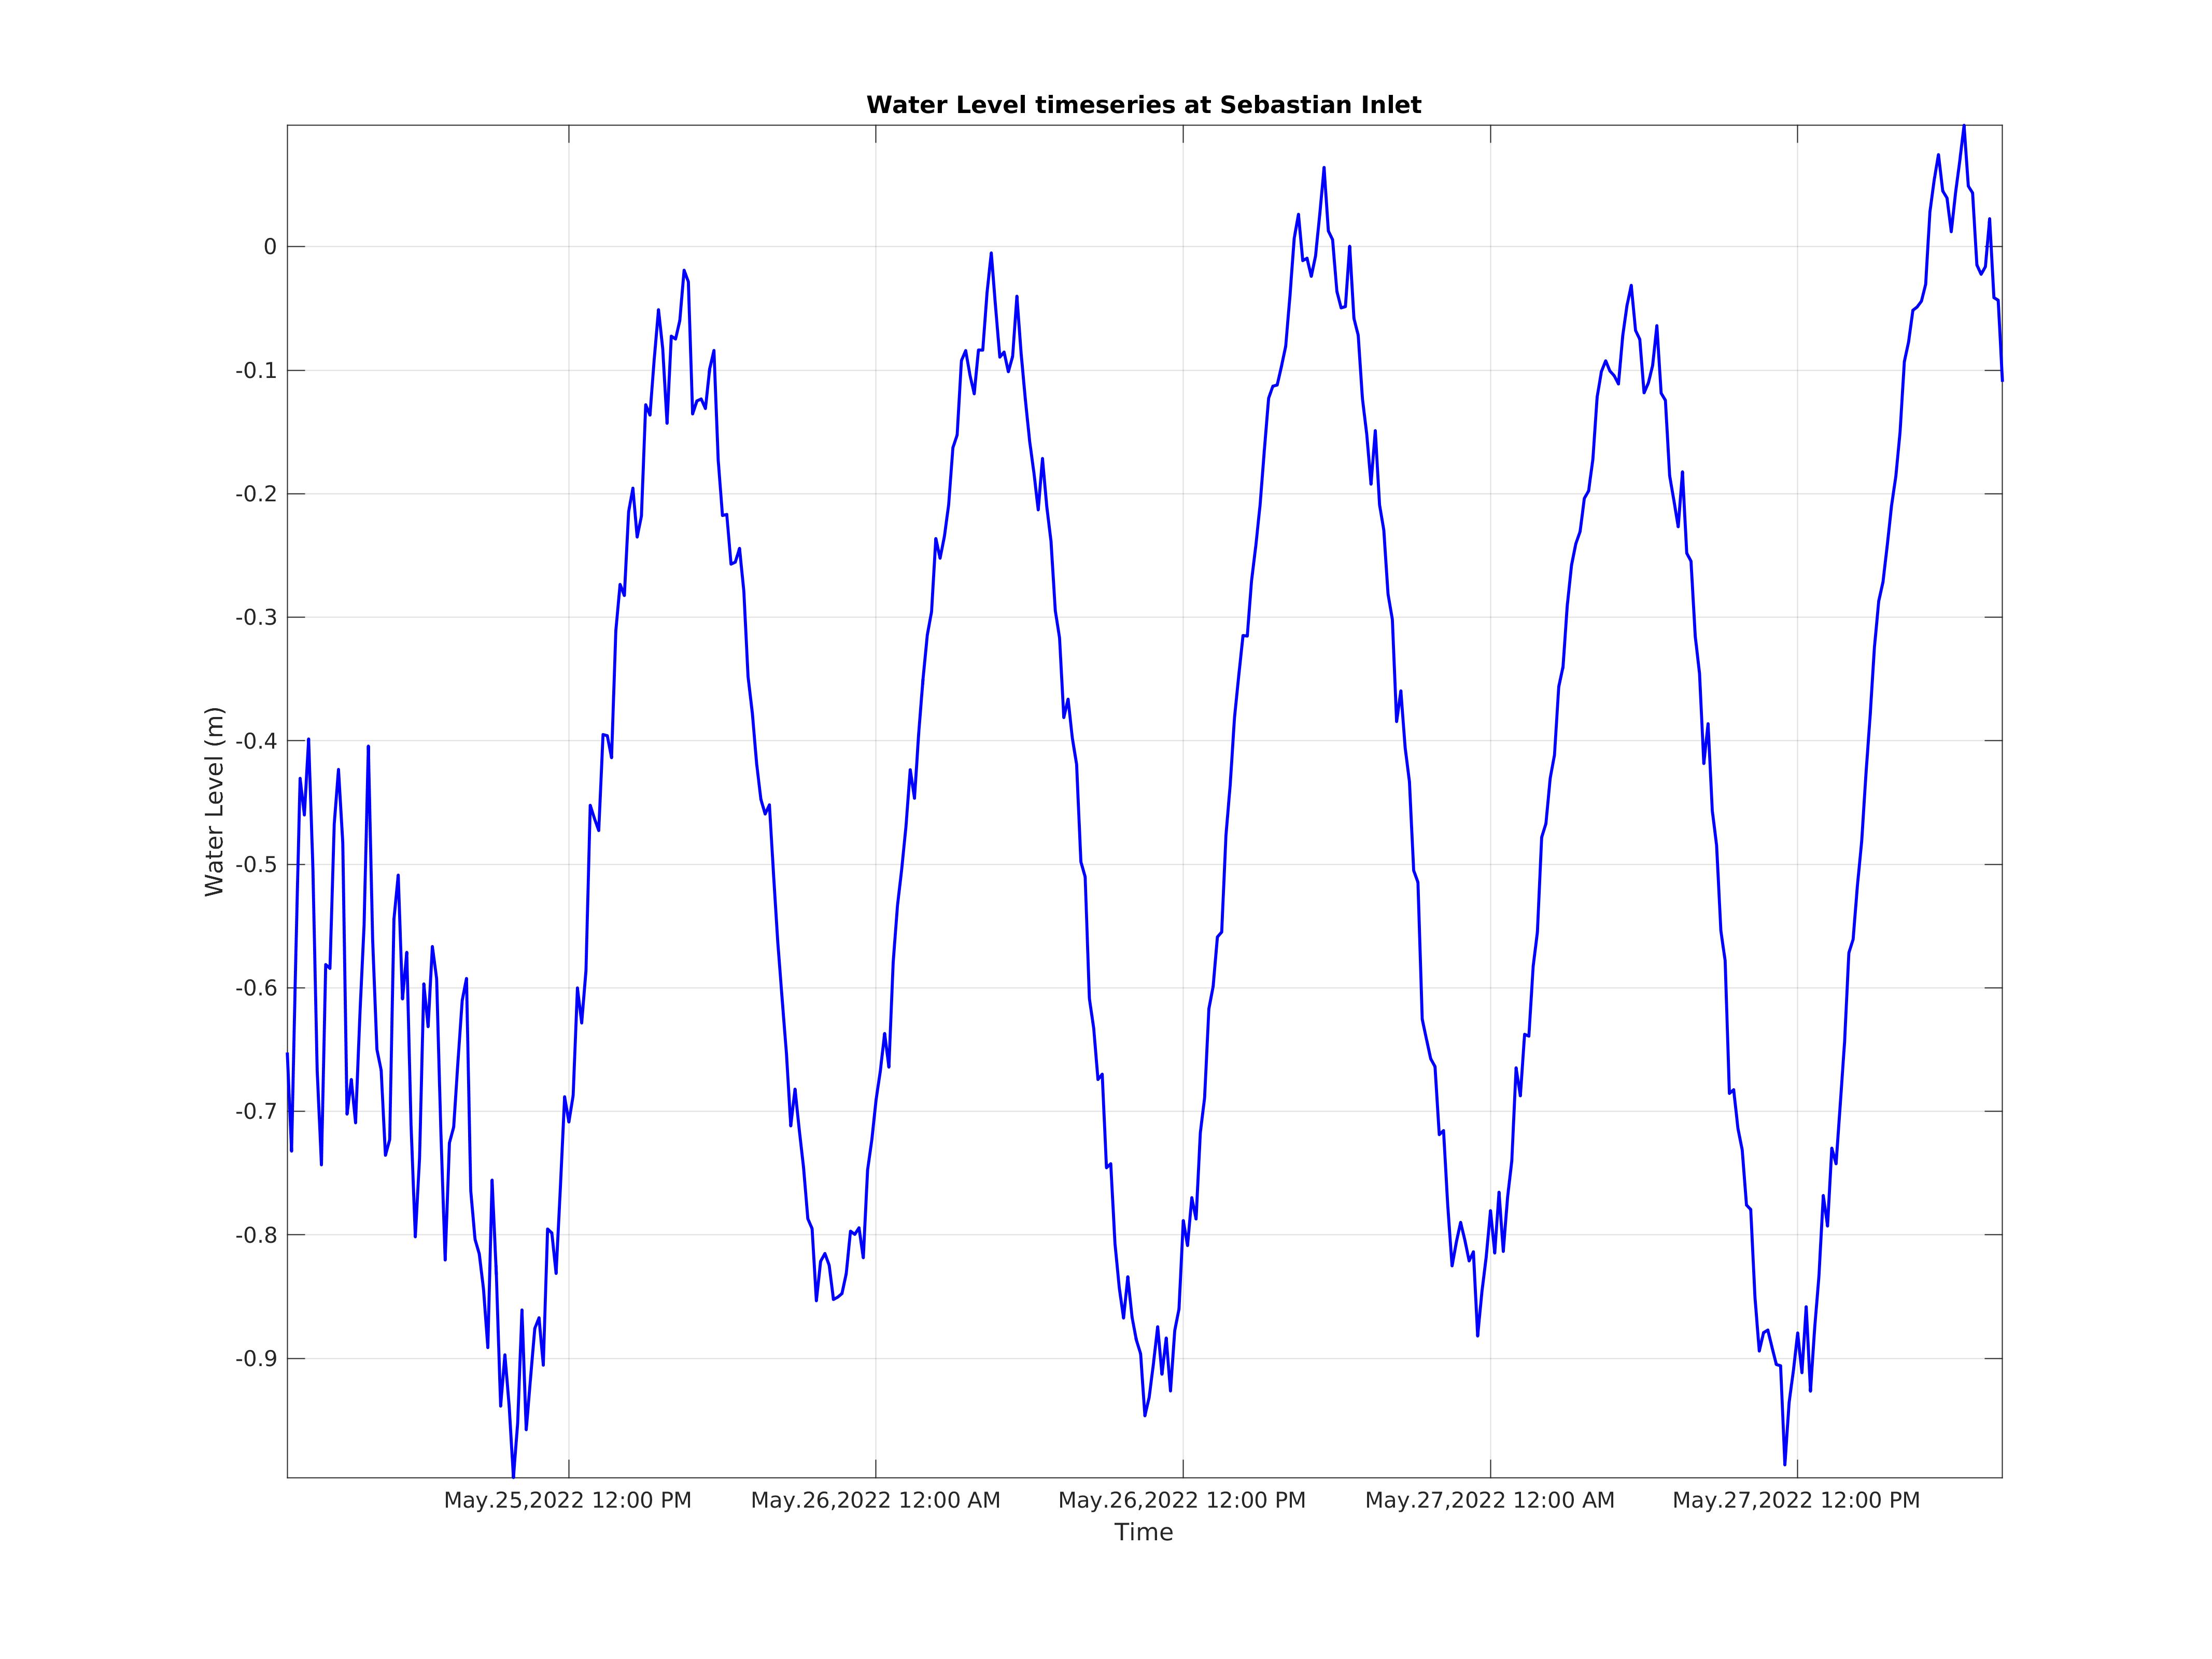 Water Level timeseries at Sebastian Inlet
0
-0.1
-0.2
-0.3
-0.4
-0.5
-0.6
-0.7
-0.8
-0.9
Water Level (m)
May.25,2022 12:00 PM May.26,2022 12:00 AM May.26,2022 12:00 PM May.27,2022 12:00 AM May.27,2022 12:00 PM
Time